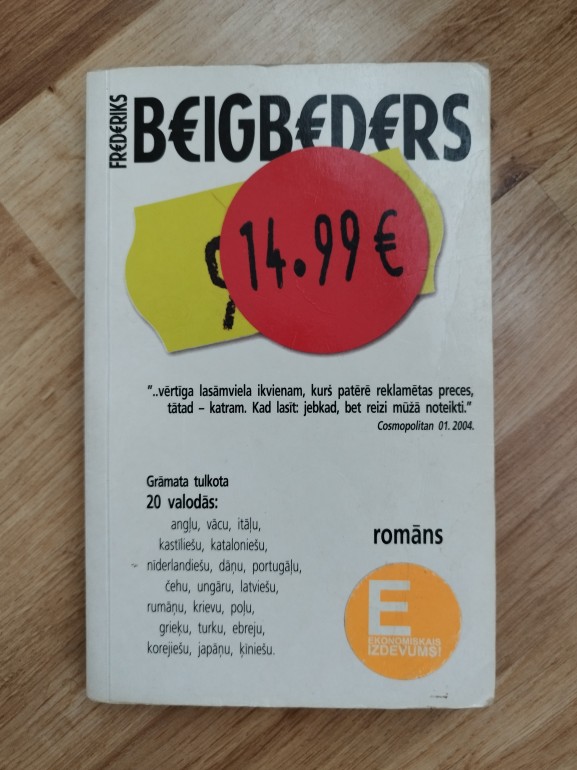 FREDERIKS
B€IGB€D€RS
14.99 €
“..vērtīga lasāmviela ikvienam, kurš patērē reklamētas preces,
tātad – katram. Kad lasīt: jebkad, bet reizi mūžā noteikti.”
Cosmopolitan 01. 2004.
Grāmata tulkota
20 valodās:
angļu, vācu, itāļu,
kastīliešu, kataloniešu,
nīderlandiešu, dāņu, portugāļu,
čehu, ungāru, latviešu,
rumāņu, krievu, poļu,
grieķu, turku, ebreju,
korejiešu, japāņu, ķīniešu.
romāns
E
EKONOMISKAIS
IZDEVUMS!